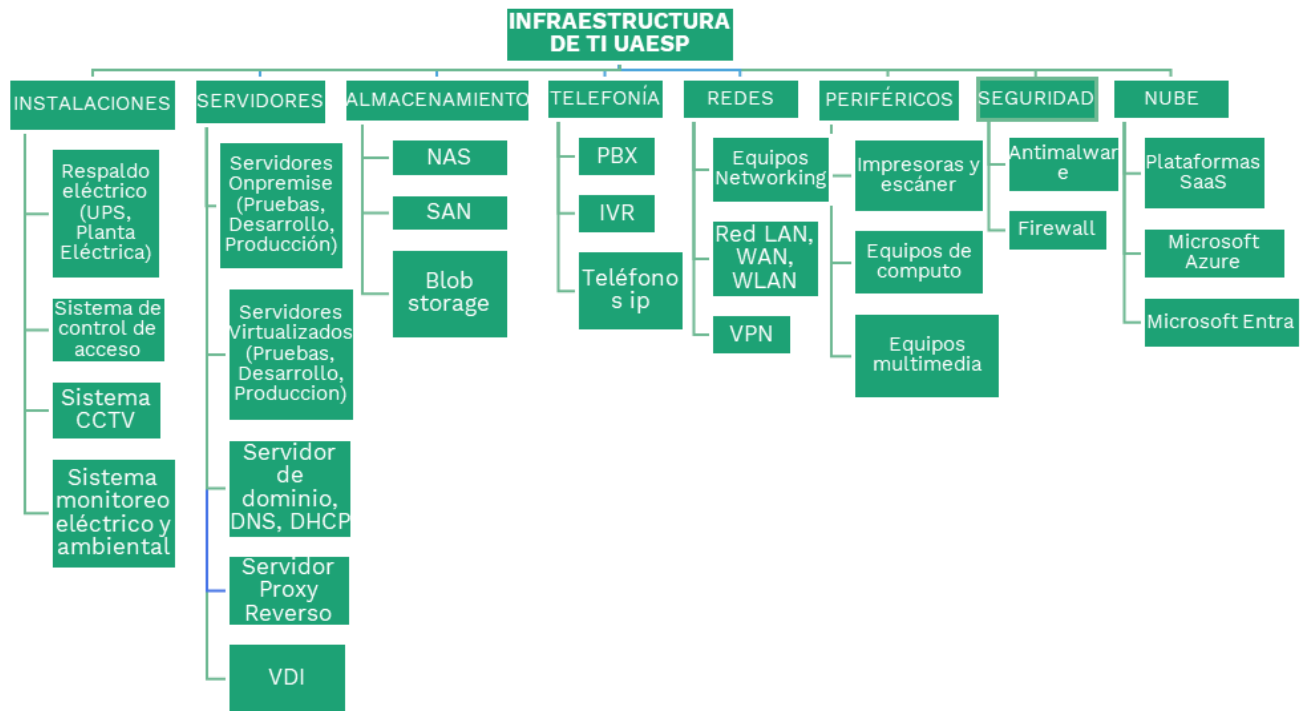 INFRAESTRUCTURA
DE TI UAESP
INSTALACIONES
Respaldo
eléctrico
(UPS,
Planta
Eléctrica)
Sistema de
control de
acceso
Sistema
CCTV
Sistema
monitoreo
eléctrico y
ambiental
SERVIDORES
Servidores
Onpremise
(Pruebas,
Desarrollo,
Producción)
Servidores
Virtualizados
(Pruebas,
Desarrollo,
Produccion)
Servidor
de
dominio,
DNS, DHCP
Servidor
Proxy
Reverso
VDI
ALMACENAMIENTO
NAS
SAN
Blob
storage
TELEFONÍA
PBX
IVR
Teléfono
s ip
REDES
Equipos
Networking
Red LAN,
WAN,
WLAN
VPN
PERIFÉRICOS
Impresoras y
escáner
Equipos de
computo
Equipos
multimedia
SEGURIDAD
Antimalwar
e
Firewall
NUBE
Plataformas
SaaS
Microsoft
Azure
Microsoft Entra